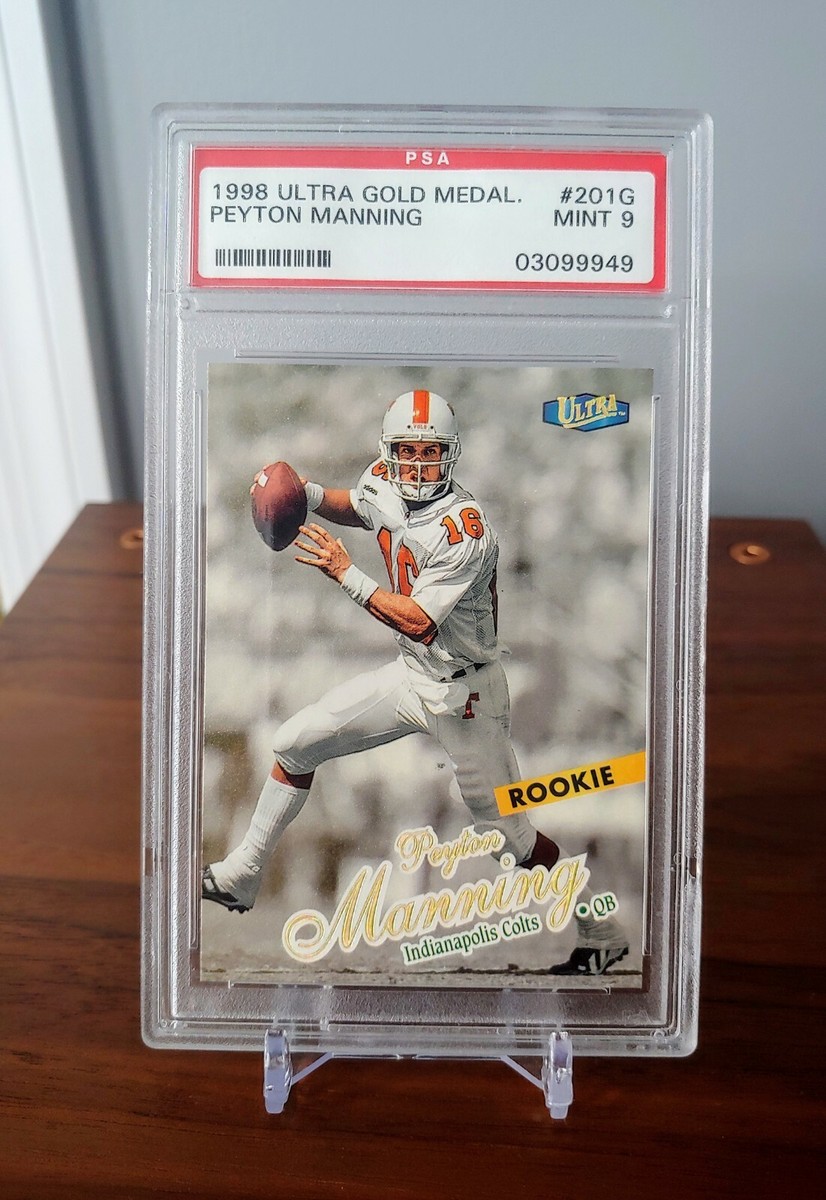 PSA
1998 ULTRA GOLD MEDAL. #201G
PEYTON MANNING MINT 9
03099949
ULTRA
VOLS
16
16
T
ROOKIE
Peyton
Manning
Indianapolis Colts • QB